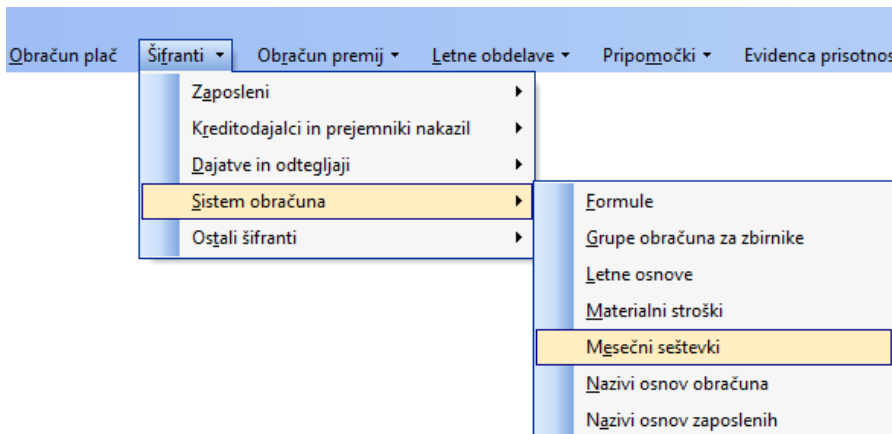 Obračun plač Šifranti Obračun premij Letne obdelave Pripomočki Evidenca prisotnos
Zaposleni
Kreditodajalci in prejemniki nakazil
Dajatve in odtegljaji
Sistem obračuna
Ostali šifranti
Formule
Grupe obračuna za zbirnike
Letne osnove
Materialni stroški
Mesečni seštevki
Nazivi osnov obračuna
Nazivi osnov zaposlenih